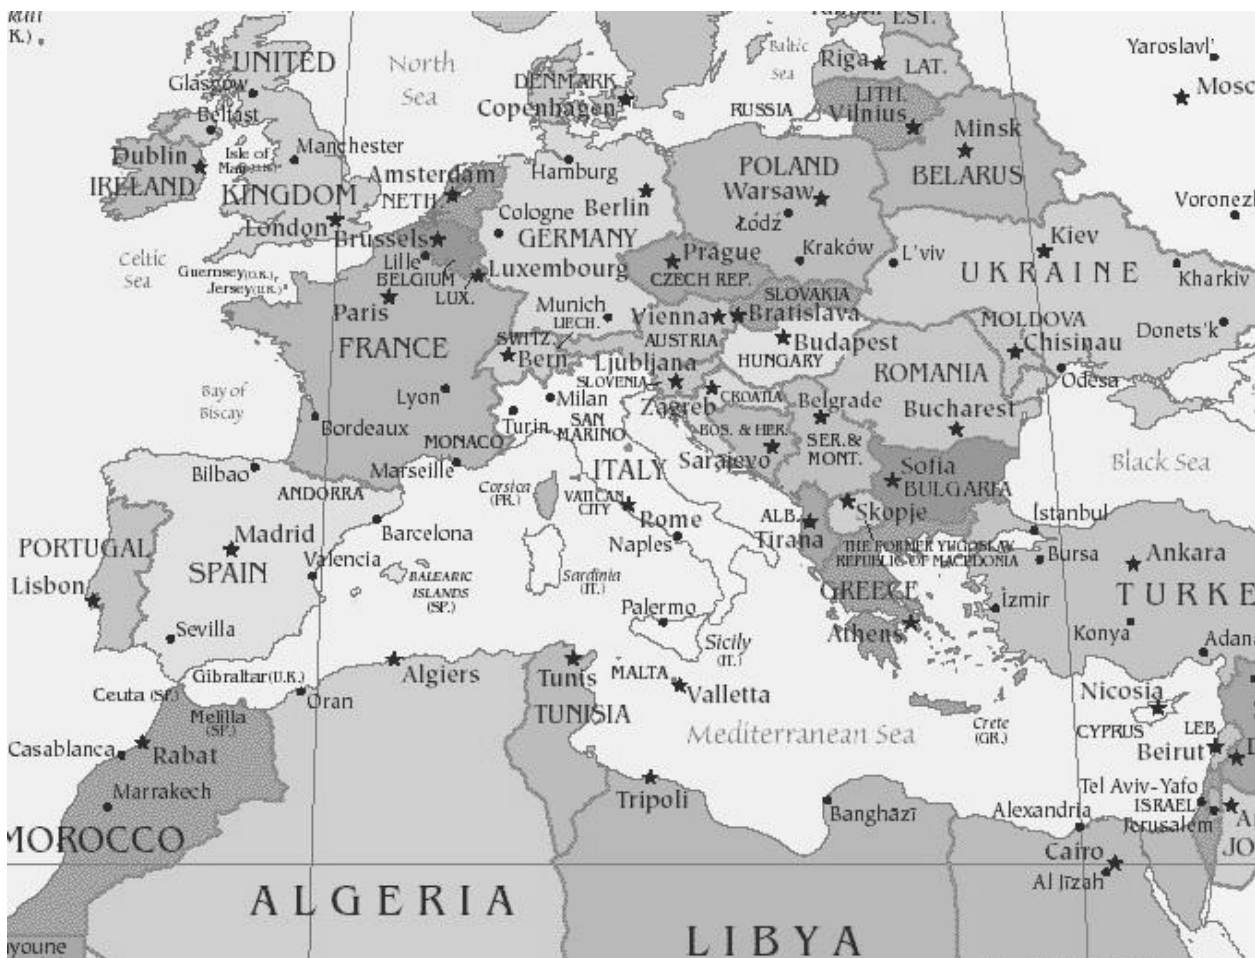 K.)
EST.
UNITED
North
Sea
Baltic
Sea
Yaroslavl'
Riga
LAT.
DENMARK
Glasgow
Copenhagen
LITH.
Mosc
RUSSIA
Vilnius
Belfast
Minsk
Dublin
Isle of
Man (U.K.)
Manchester
Amsterdam
Hamburg
POLAND
BELARUS
IRELAND
KINGDOM
NETH.
Berlin
Warsaw
Voronezh
London
Cologne
Łódź
Brussels
GERMANY
Kiev
Celtic
Sea
Lille
Prague
Kraków
L'viv
UKRAINE
Kharkiv
Guernsey (U.K.)
Jersey (U.K.)
BELGIUM
Luxembourg
CZECH REP.
LUX.
SLOVAKIA
Paris
Munich
LIECH.
Vienna
Bratislava
MOLDOVA
Donets'k
FRANCE
SWITZ.
Bern
AUSTRIA
Budapest
Chisinau
HUNGARY
Ljubljana
ROMANIA
Odesa
SLOVENIA
Bay of
Biscay
Lyon
Milan
Zagreb
CROATIA
Belgrade
Bucharest
Bordeaux
Turin
SAN
MARINO
BOS. & HER.
SER. &
MONT.
MONACO
Bilbao
Marseille
ITALY
Sarajevo
Sofia
BULGARIA
Black Sea
ANDORRA
Corsica
(FR.)
VATICAN
CITY
Rome
ALB.
Tirana
Skopje
İstanbul
Madrid
Barcelona
Naples
PORTUGAL
Valencia
THE FORMER YUGOSLAV
REPUBLIC OF MACEDONIA
Bursa
Ankara
SPAIN
BALEARIC
ISLANDS
(SP.)
Sardinia
(IT.)
GREECE
TURKE
Lisbon
Palermo
İzmir
Sevilla
Sicily
(IT.)
Athens
Konya
Adana
Gibraltar (U.K.)
Algiers
Tunis
MALTA
Valletta
Nicosia
Ceuta (SP.)
Oran
Melilla
(SP.)
TUNISIA
Mediterranean Sea
Crete
(GR.)
CYPRUS
LEB.
Casablanca
Rabat
Beirut
D
Marrakech
Tripoli
Banghāzī
Tel Aviv-Yafo
Alexandria
ISRAEL
Jerusalem
A
MOROCCO
Cairo
JO
Al Jīzah
ALGERIA
ayoune
LIBYA